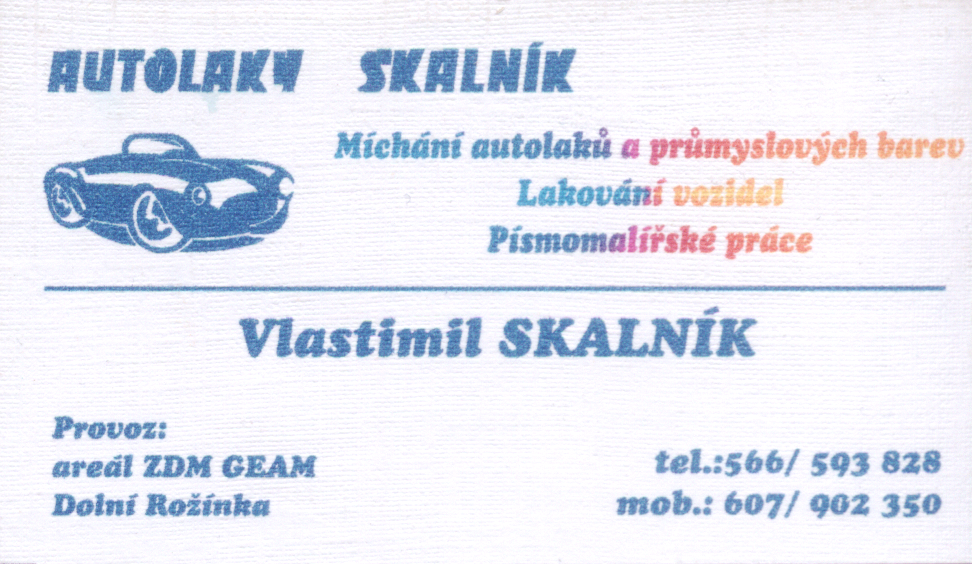 AUTOLAKY SKALNÍK
Míchání autolaků a průmyslových barev
Lakování vozidel
Písmomalířské práce
Vlastimil SKALNÍK
Provoz:
areál ZDM GEAM
Dolní Rožínka
tel.:566/ 593 828
mob.: 607/ 902 350